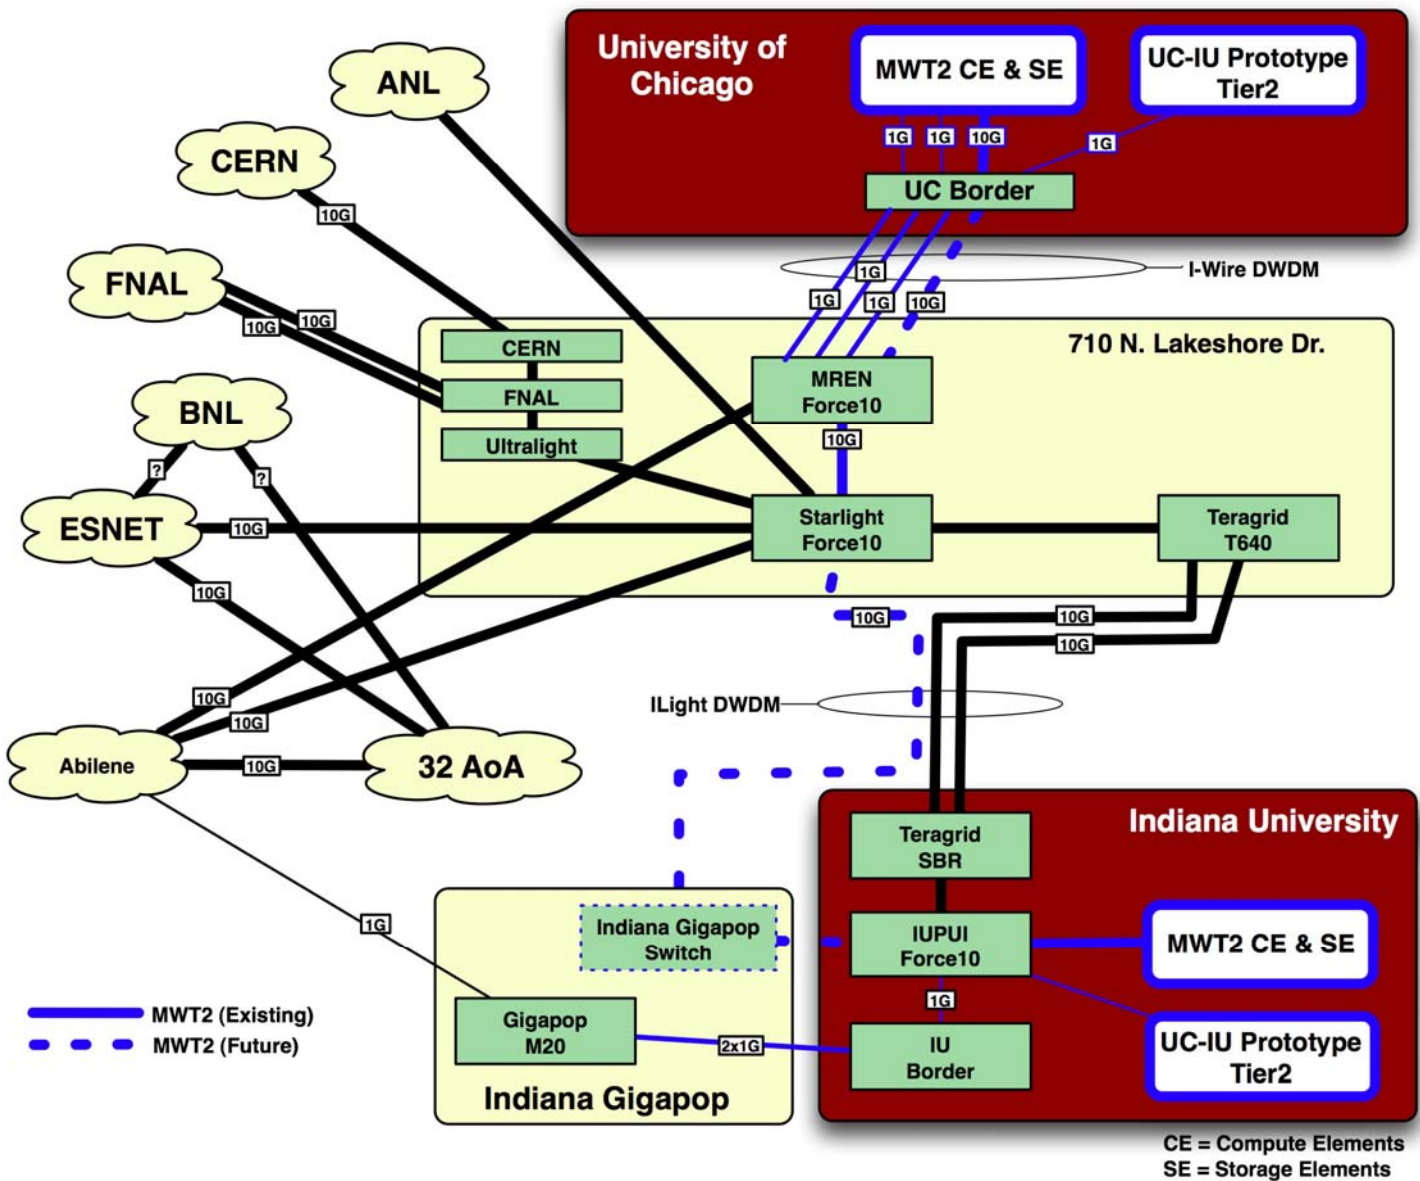 University of
Chicago
MWT2 CE & SE
UC-IU Prototype
Tier2
1G
1G
10G
1G
UC Border
ANL
CERN
10G
FNAL
10G
10G
I-Wire DWDM
1G
1G
1G
10G
710 N. Lakeshore Dr.
CERN
FNAL
Ultralight
MREN
Force10
10G
BNL
?
?
ESNET
10G
Starlight
Force10
Teragrid
T640
10G
10G
10G
10G
ILight DWDM
10G
10G
Abilene
10G
32 AoA
Indiana University
Teragrid
SBR
1G
Indiana Gigapop
Switch
IUPUI
Force10
MWT2 CE & SE
1G
MWT2 (Existing)
MWT2 (Future)
Gigapop
M20
2x1G
IU
Border
UC-IU Prototype
Tier2
Indiana Gigapop
CE = Compute Elements
SE = Storage Elements